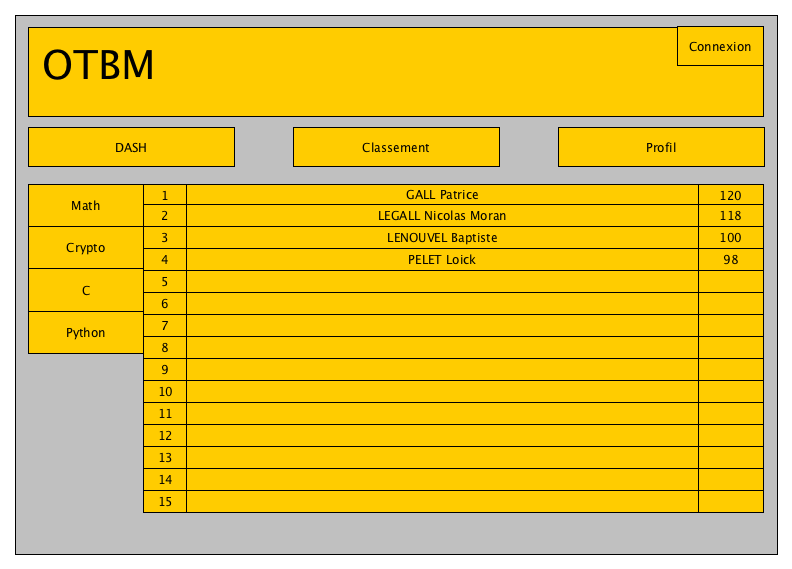 Connexion
OTBM
DASH Classement Profil
Math
Crypto
C
Python
1 GALL Patrice 120
2 LEGALL Nicolas Moran 118
3 LENOUVEL Baptiste 100
4 PELET Loick 98
5
6
7
8
9
10
11
12
13
14
15